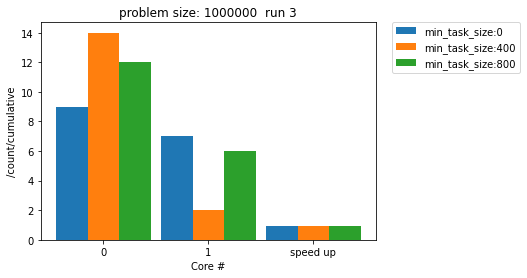 problem size: 1000000 run 3
min_task_size:0
min_task_size:400
min_task_size:800
/count/cumulative
14
12
10
8
6
4
2
0
0 1 speed up
Core #